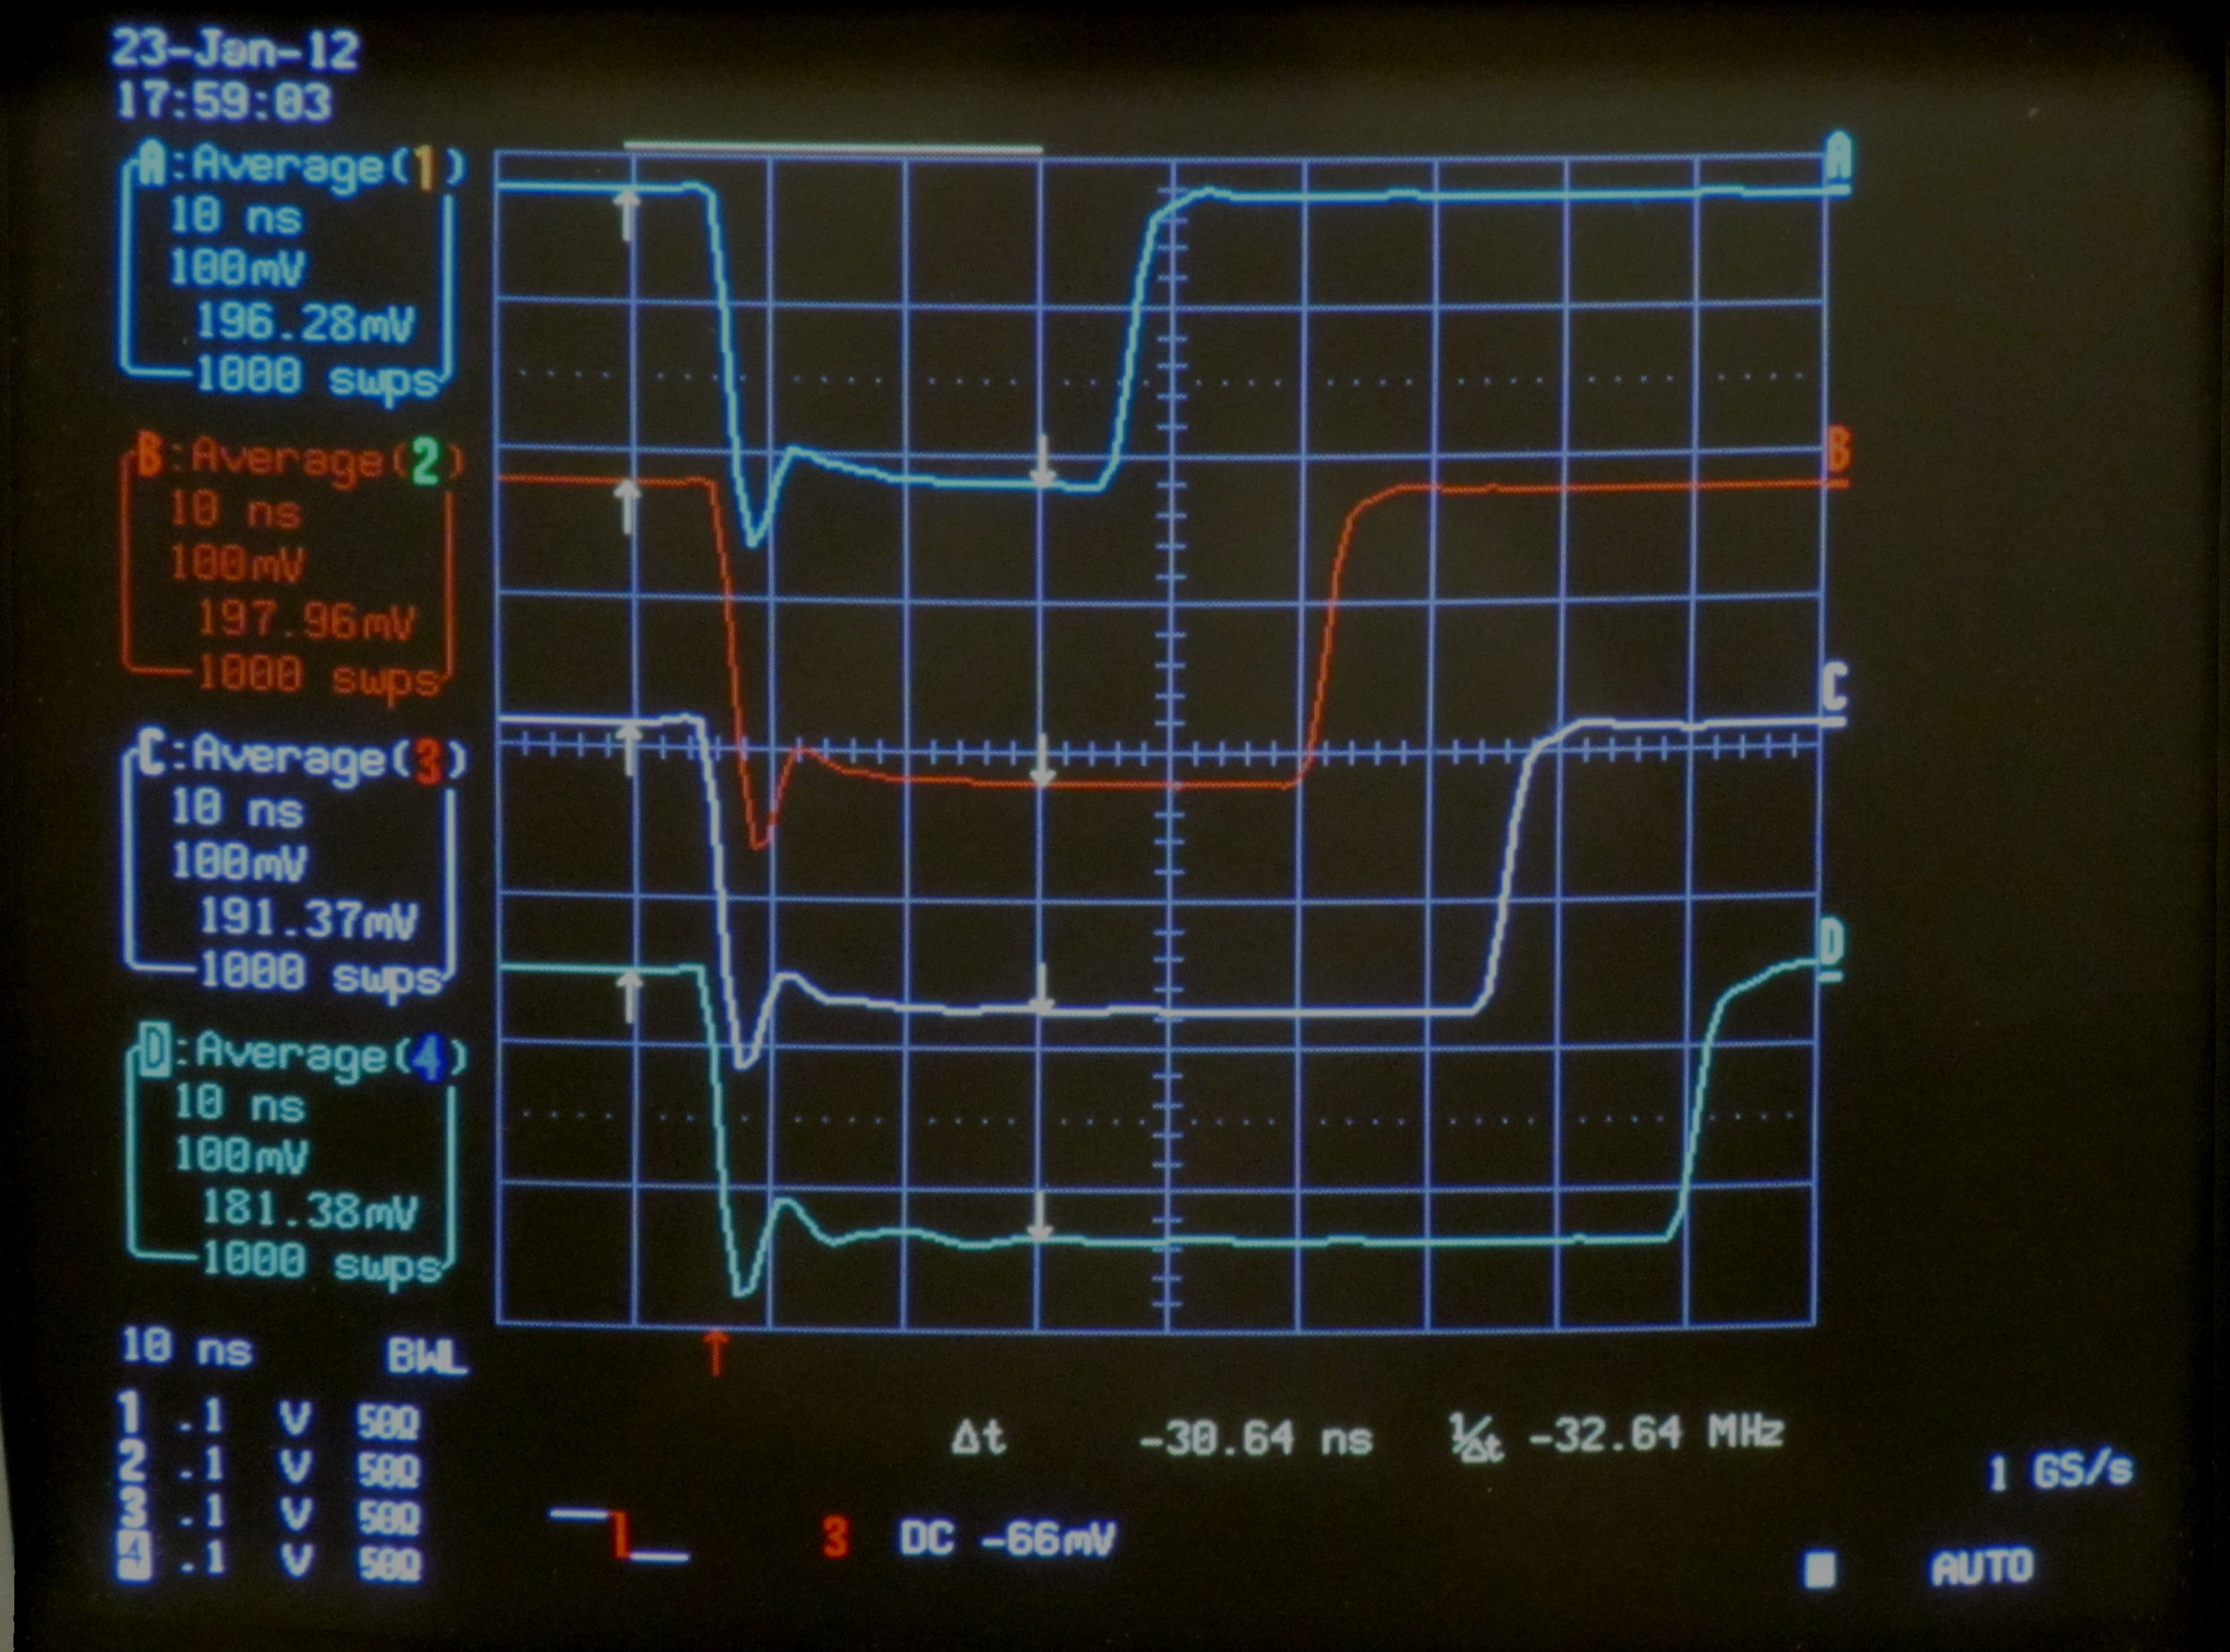 23-Jan-12
17:59:03
A:Average(1)
10 ns
100mV
196.28mV
1000 swps
B:Average(2)
10 ns
100mV
197.96mV
1000 swps
C:Average(3)
10 ns
100mV
191.37mV
1000 swps
D:Average(4)
10 ns
100mV
181.38mV
1000 swps
A
B
C
D
10 ns BWL
1 .1 V 50Ω
2 .1 V 50Ω
3 .1 V 50Ω
4 .1 V 50Ω
Δt -30.64 ns 1/Δt -32.64 MHz
3 DC -66mV
1 GS/s
AUTO